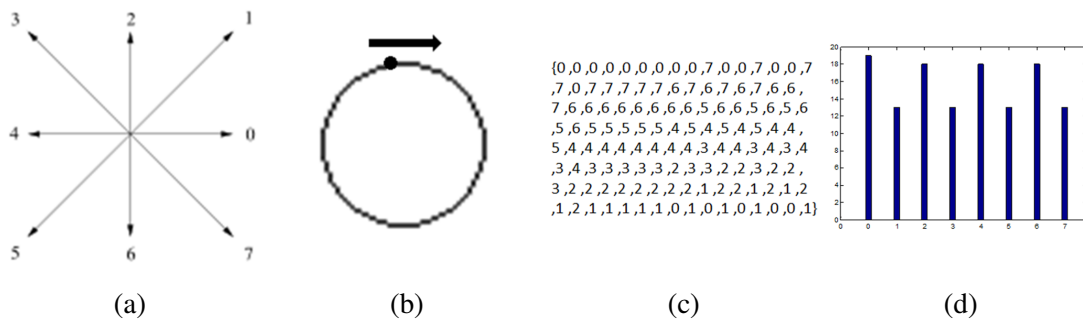 3
2
1
4
0
5
6
7
{0 ,0 ,0 ,0 ,0 ,0 ,0 ,0 ,0 ,7 ,0 ,0 ,7 ,0 ,0 ,7
,7 ,0 ,7 ,7 ,7 ,7 ,7 ,6 ,7 ,6 ,7 ,6 ,7 ,6 ,6 ,
7 ,6 ,6 ,6 ,6 ,6 ,6 ,6 ,6 ,5 ,6 ,6 ,5 ,6 ,5 ,6
,5 ,6 ,5 ,5 ,5 ,5 ,5 ,4 ,5 ,4 ,5 ,4 ,5 ,4 ,4 ,
5 ,4 ,4 ,4 ,4 ,4 ,4 ,4 ,4 ,3 ,4 ,4 ,3 ,4 ,3 ,4
,3 ,4 ,3 ,3 ,3 ,3 ,3 ,2 ,3 ,3 ,2 ,2 ,3 ,2 ,2 ,
3 ,2 ,2 ,2 ,2 ,2 ,2 ,2 ,2 ,1 ,2 ,2 ,1 ,2 ,1 ,2
,1 ,2 ,1 ,1 ,1 ,1 ,1 ,0 ,1 ,0 ,1 ,0 ,1 ,0 ,0 ,1}
20
18
16
14
12
10
8
6
4
2
0
0 0 1 2 3 4 5 6 7
(a) (b) (c) (d)